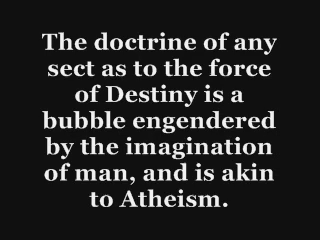 The doctrine of any
sect as to the force
of Destiny is a
bubble engendered
by the imagination
of man, and is akin
to Atheism.